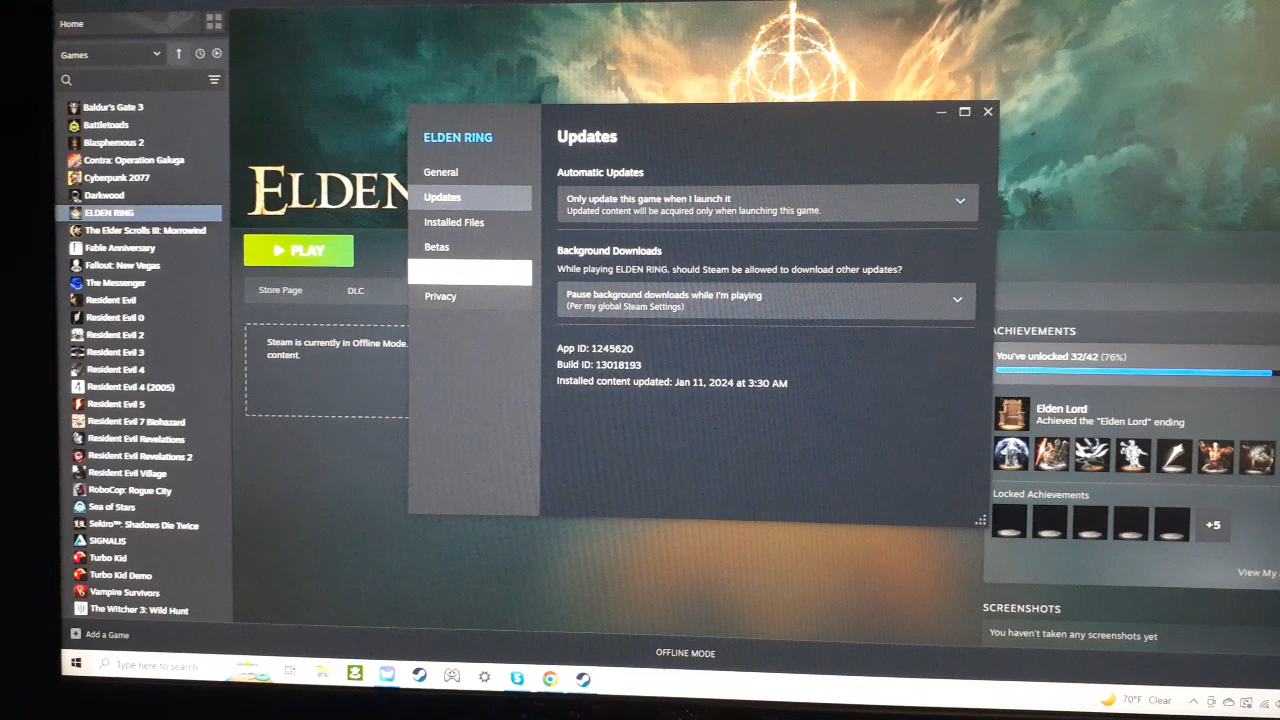 Home
Games
Baldur's Gate 3
Battletoads
Blasphemous 2
Contra: Operation Galuga
Cyberpunk 2077
Darkwood
ELDEN RING
The Elder Scrolls III: Morrowind
Fable Anniversary
Fallout: New Vegas
The Messenger
Resident Evil
Resident Evil 0
Resident Evil 2
Resident Evil 3
Resident Evil 4
Resident Evil 4 (2005)
Resident Evil 5
Resident Evil 7 Biohazard
Resident Evil Revelations
Resident Evil Revelations 2
Resident Evil Village
RoboCop: Rogue City
Sea of Stars
Sekiro™: Shadows Die Twice
SIGNALIS
Turbo Kid
Turbo Kid Demo
Vampire Survivors
The Witcher 3: Wild Hunt
Add a Game
ELDEN
PLAY
Store Page
DLC
Steam is currently in Offline Mode.
content.
ELDEN RING
General
Updates
Installed Files
Betas
Privacy
Updates
Automatic Updates
Only update this game when I launch it
Updated content will be acquired only when launching this game.
Background Downloads
While playing ELDEN RING, should Steam be allowed to download other updates?
Pause background downloads while I'm playing
(Per my global Steam Settings)
App ID: 1245620
Build ID: 13018193
Installed content updated: Jan 11, 2024 at 3:30 AM
ACHIEVEMENTS
You've unlocked 32/42 (76%)
Elden Lord
Achieved the "Elden Lord" ending
Locked Achievements
+5
View My
SCREENSHOTS
You haven't taken any screenshots yet
OFFLINE MODE
Type here to search
70°F Clear